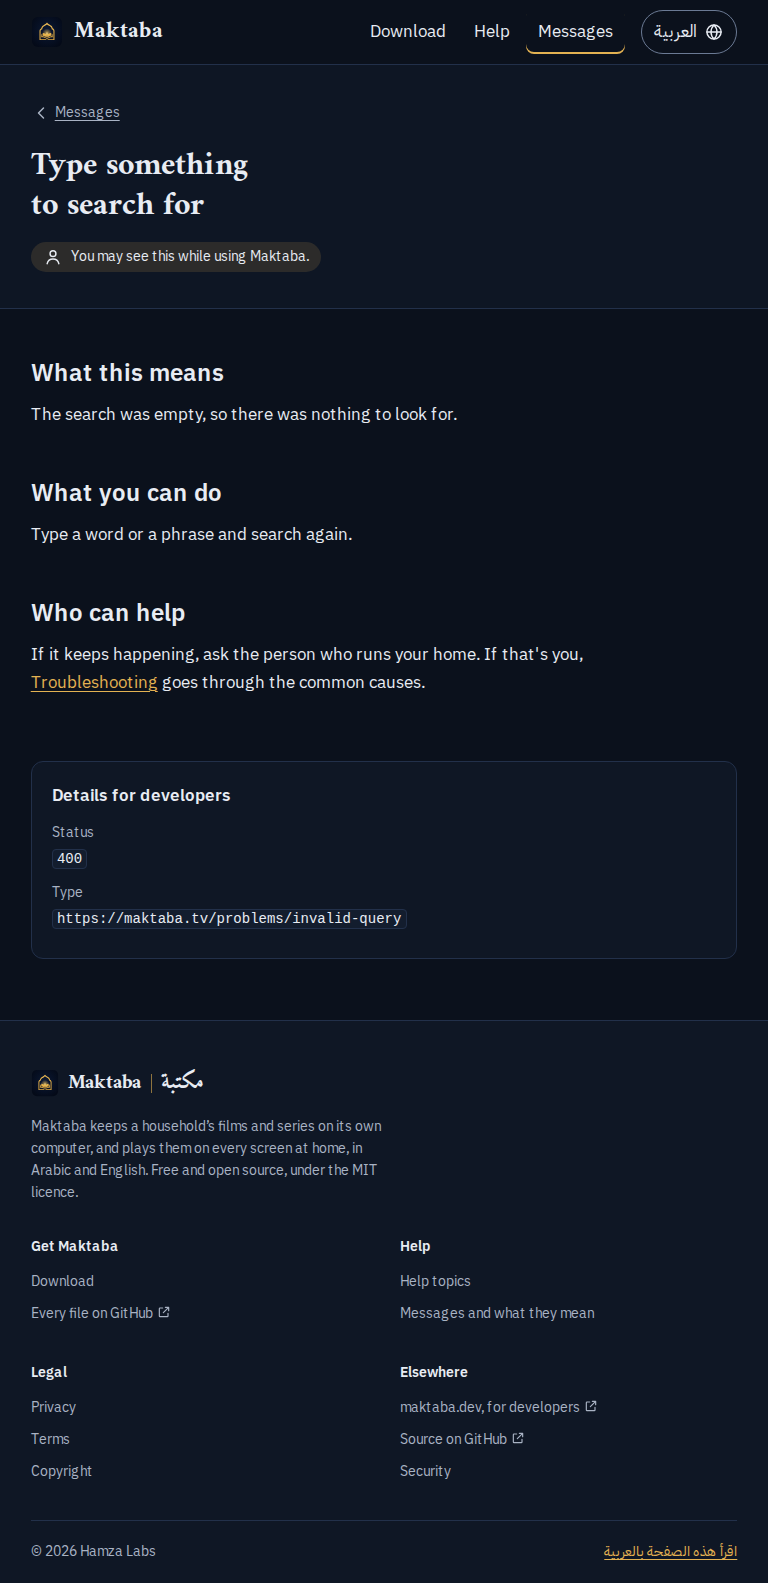 Maktaba
Download
Help
Messages
العربية
Messages
Type something
to search for
You may see this while using Maktaba.
What this means
The search was empty, so there was nothing to look for.
What you can do
Type a word or a phrase and search again.
Who can help
If it keeps happening, ask the person who runs your home. If that's you,
Troubleshooting goes through the common causes.
Details for developers
Status
400
Type
https://maktaba.tv/problems/invalid-query
Maktaba | مكتبة
Maktaba keeps a household’s films and series on its own
computer, and plays them on every screen at home, in
Arabic and English. Free and open source, under the MIT
licence.
Get Maktaba
Download
Every file on GitHub
Help
Help topics
Messages and what they mean
Legal
Privacy
Terms
Copyright
Elsewhere
maktaba.dev, for developers
Source on GitHub
Security
© 2026 Hamza Labs
اقرأ هذه الصفحة بالعربية